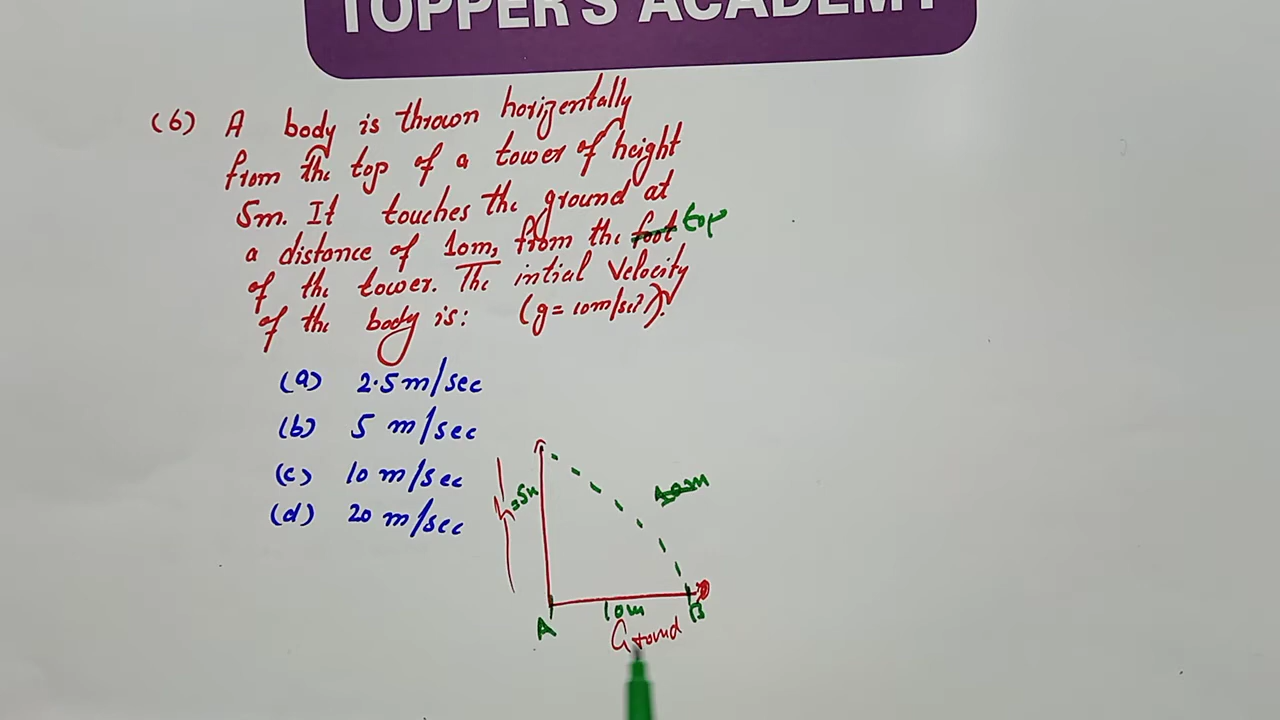 TOPPER'S ACADEMY
(6) A body is thrown horizentally
from the top of a tower of height
5m. It touches the ground at
a distance of 10m, from the foot top
of the tower. The intial velocity
of the body is: (g = 10m/sec²).
(a) 2.5 m/sec
(b) 5 m/sec
(c) 10 m/sec
(d) 20 m/sec
h=5m
10m
10m
A
B
Ground